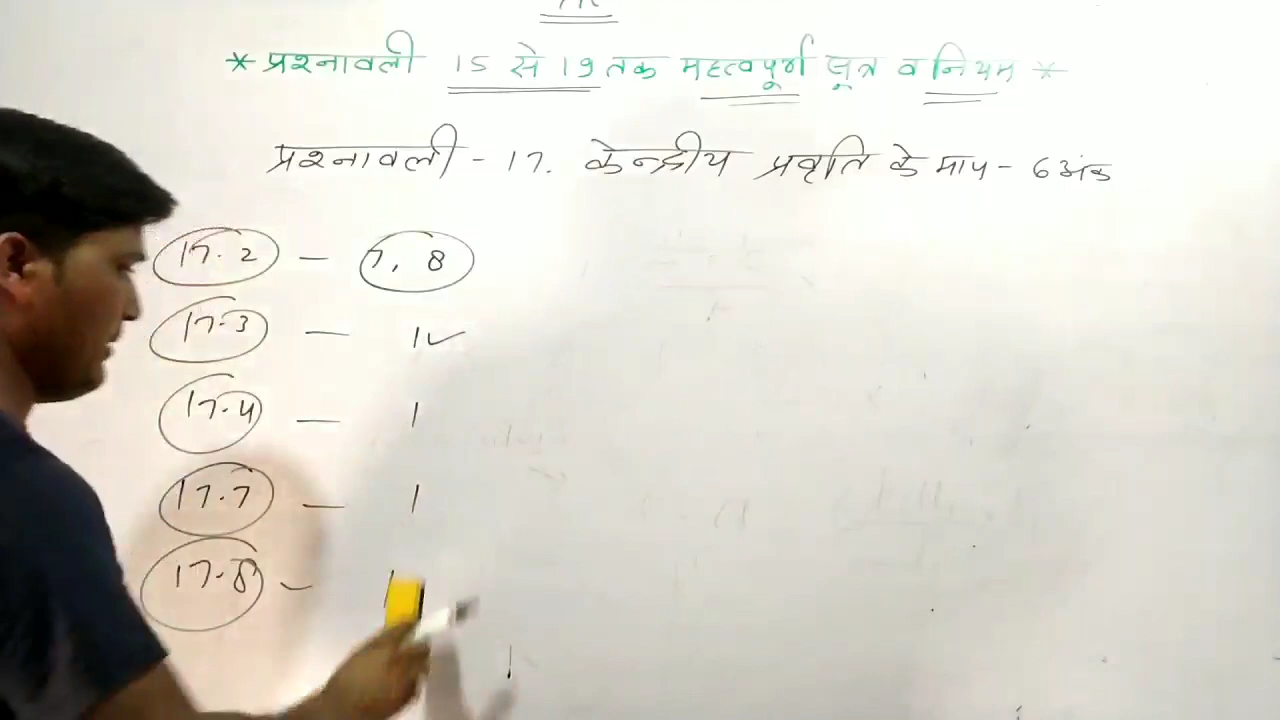 * प्रश्नावली 15 से 19 तक महत्वपूर्ण सूत्र व नियम *
प्रश्नावली - 17. केन्द्रीय प्रवृति के माप - 6 अंक
17.2 — 7, 8
17.3 — 1
17.4 — 1
17.7 — 1
17.8 —